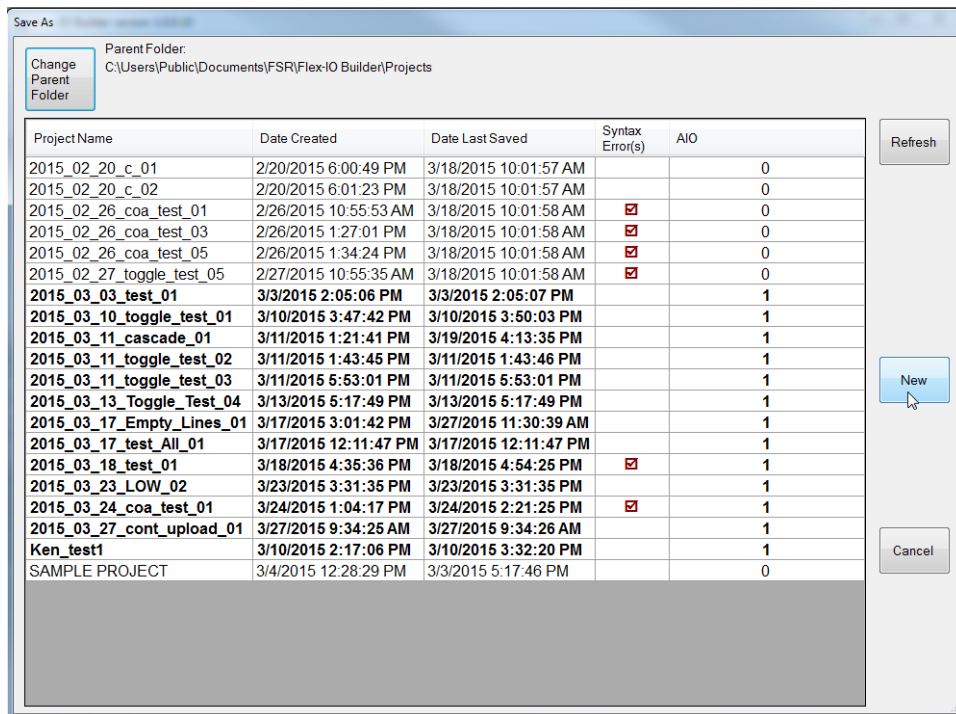 Save As
Change Parent Folder
Parent Folder:
C:\Users\Public\Documents\FSR\Flex-IO Builder\Projects
Project Name Date Created Date Last Saved Syntax Error(s) AIO
2015_02_20_c_01 2/20/2015 6:00:49 PM 3/18/2015 10:01:57 AM 0
2015_02_20_c_02 2/20/2015 6:01:23 PM 3/18/2015 10:01:57 AM 0
2015_02_26_coa_test_01 2/26/2015 10:55:53 AM 3/18/2015 10:01:58 AM 0
2015_02_26_coa_test_03 2/26/2015 1:27:01 PM 3/18/2015 10:01:58 AM 0
2015_02_26_coa_test_05 2/26/2015 1:34:24 PM 3/18/2015 10:01:58 AM 0
2015_02_27_toggle_test_05 2/27/2015 10:55:35 AM 3/18/2015 10:01:58 AM 0
2015_03_03_test_01 3/3/2015 2:05:06 PM 3/3/2015 2:05:07 PM 1
2015_03_10_toggle_test_01 3/10/2015 3:47:42 PM 3/10/2015 3:50:03 PM 1
2015_03_11_cascade_01 3/11/2015 1:21:41 PM 3/19/2015 4:13:35 PM 1
2015_03_11_toggle_test_02 3/11/2015 1:43:45 PM 3/11/2015 1:43:46 PM 1
2015_03_11_toggle_test_03 3/11/2015 5:53:01 PM 3/11/2015 5:53:01 PM 1
2015_03_13_Toggle_Test_04 3/13/2015 5:17:49 PM 3/13/2015 5:17:49 PM 1
2015_03_17_Empty_Lines_01 3/17/2015 3:01:42 PM 3/27/2015 11:30:39 AM 1
2015_03_17_test_All_01 3/17/2015 12:11:47 PM 3/17/2015 12:11:47 PM 1
2015_03_18_test_01 3/18/2015 4:35:36 PM 3/18/2015 4:54:25 PM 1
2015_03_23_LOW_02 3/23/2015 3:31:35 PM 3/23/2015 3:31:35 PM 1
2015_03_24_coa_test_01 3/24/2015 1:04:17 PM 3/24/2015 2:21:25 PM 1
2015_03_27_cont_upload_01 3/27/2015 9:34:25 AM 3/27/2015 9:34:26 AM 1
Ken_test1 3/10/2015 2:17:06 PM 3/10/2015 3:32:20 PM 1
SAMPLE PROJECT 3/4/2015 12:28:29 PM 3/3/2015 5:17:46 PM 0
Refresh
New
Cancel